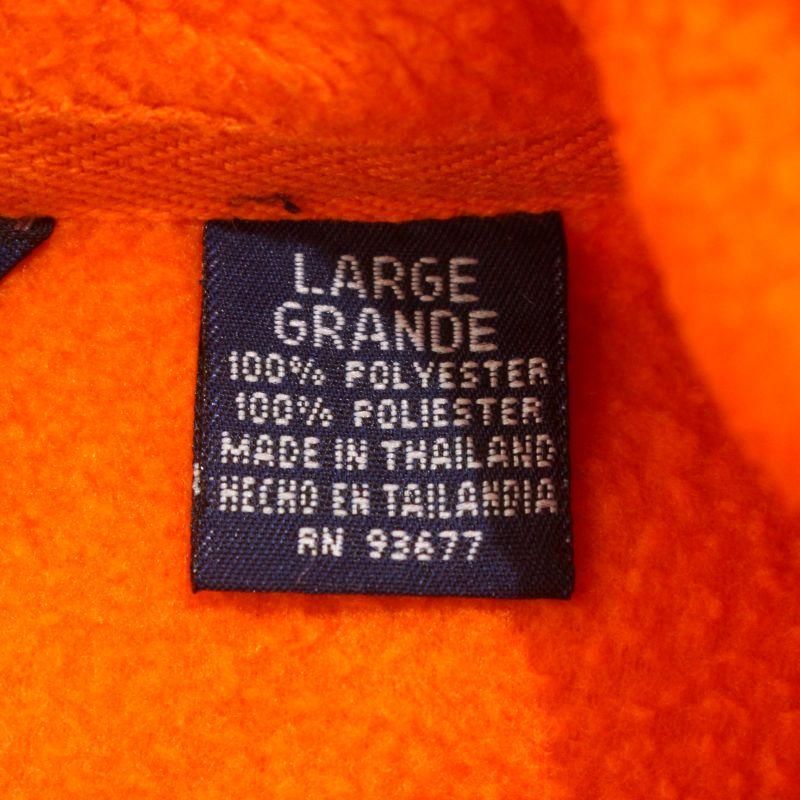 LARGE
GRANDE
100% POLYESTER
100% POLIESTER
MADE IN THAILAND
HECHO EN TAILANDIA
RN 93677